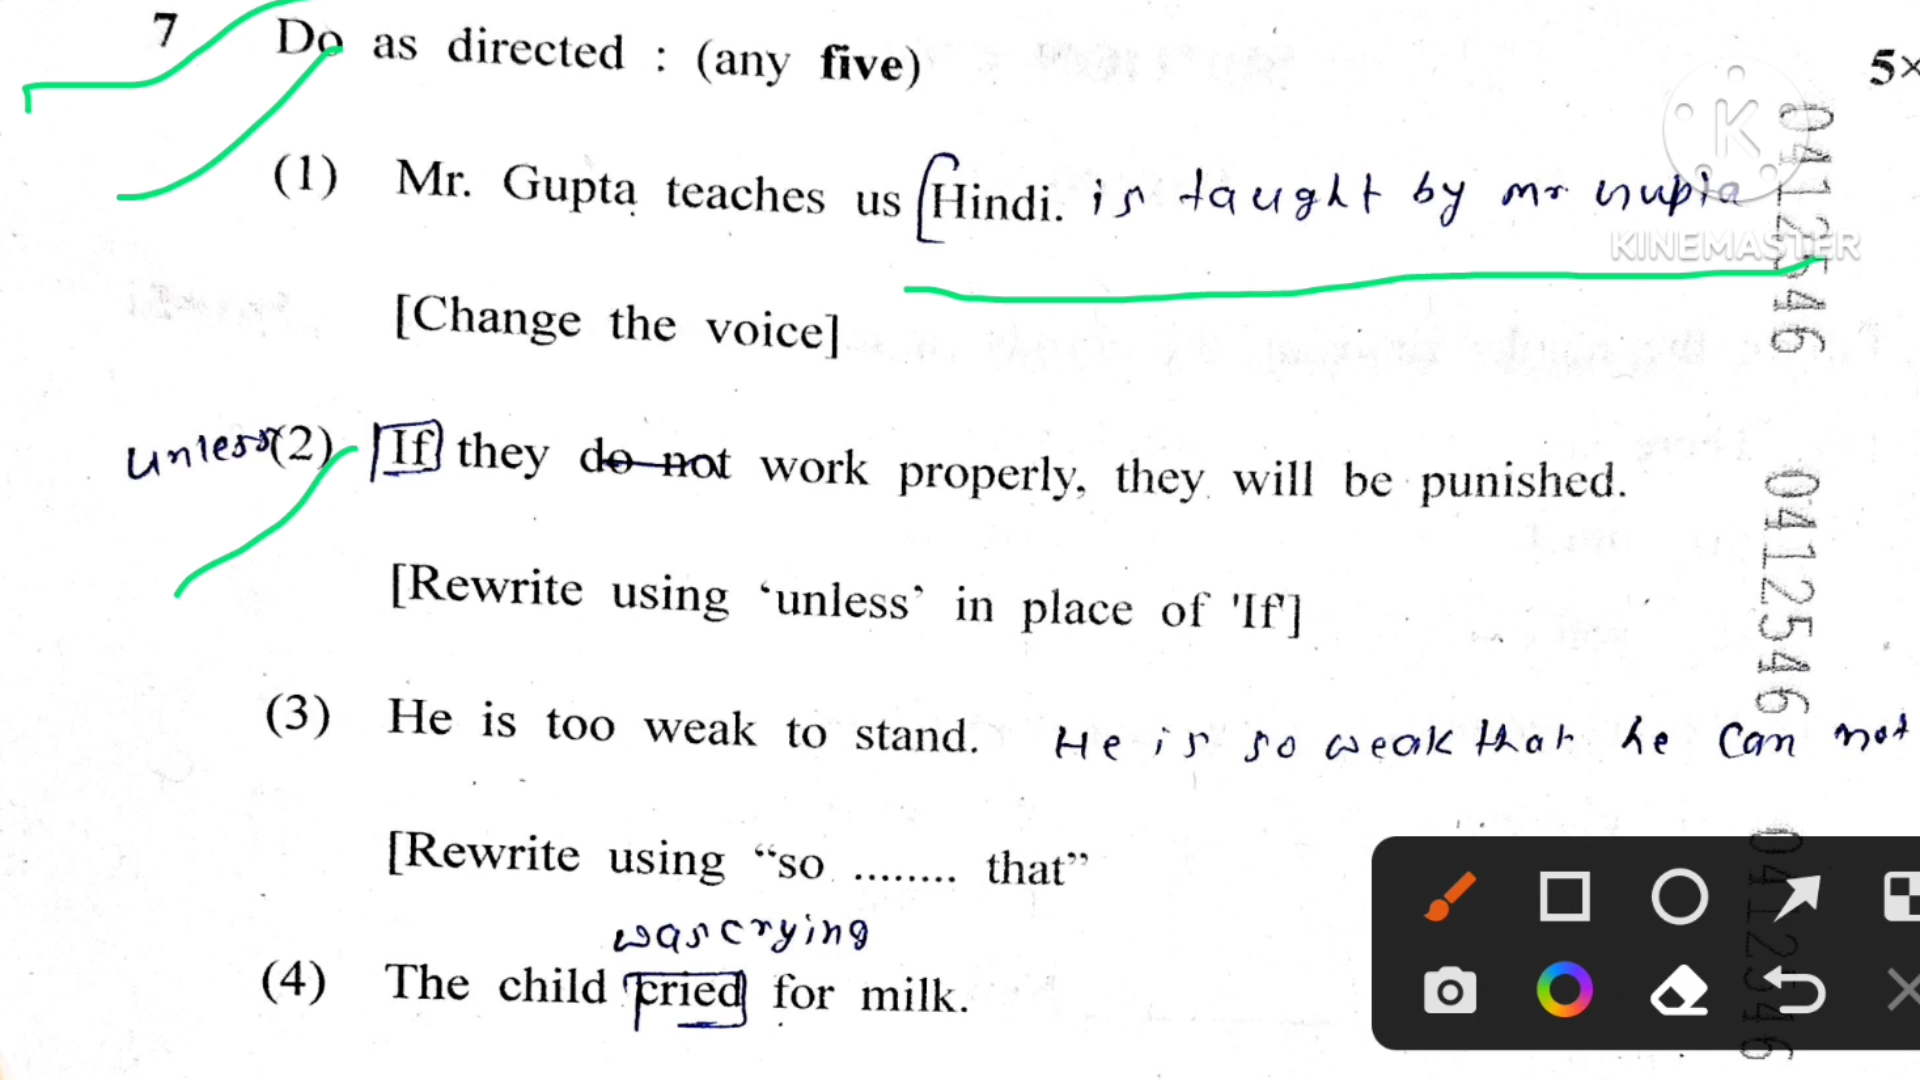 7 Do as directed : (any five) 5×
(1) Mr. Gupta teaches us Hindi. is taught by mr Gupta
KINEMASTER
[Change the voice]
unless (2) If they do not work properly, they will be punished.
[Rewrite using ‘unless’ in place of 'If']
(3) He is too weak to stand. He is so weak that he can not
[Rewrite using “so ........ that”
was crying
(4) The child cried for milk.
04112546
04112546
04112546